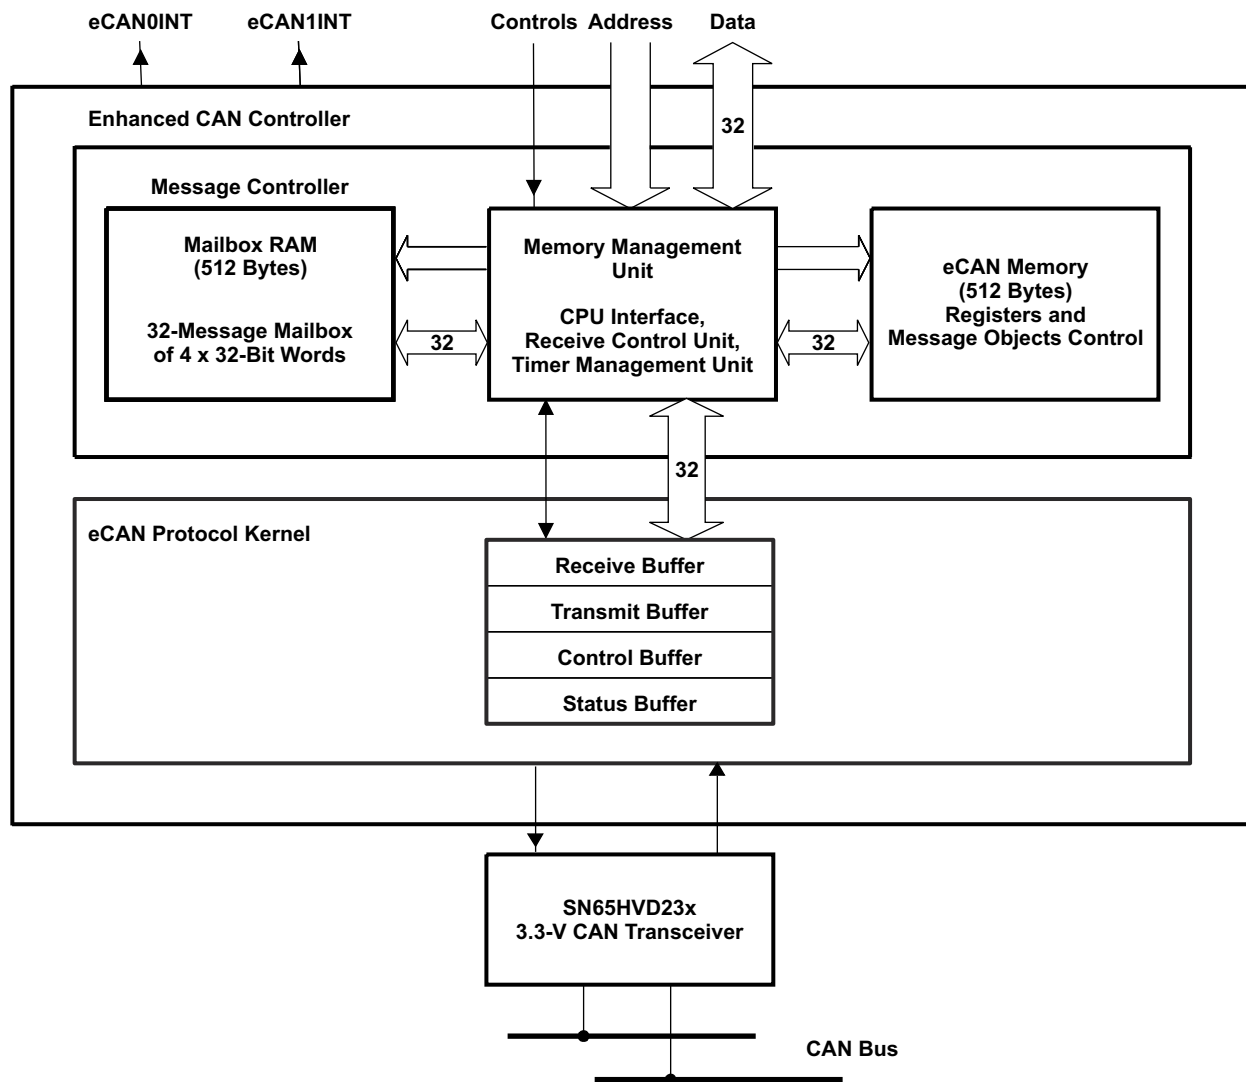 eCAN0INT
eCAN1INT
Controls
Address
Data
32
Enhanced CAN Controller
Message Controller
Mailbox RAM
(512 Bytes)
32-Message Mailbox
of 4 x 32-Bit Words
32
Memory Management
Unit
CPU Interface,
Receive Control Unit,
Timer Management Unit
32
eCAN Memory
(512 Bytes)
Registers and
Message Objects Control
32
eCAN Protocol Kernel
Receive Buffer
Transmit Buffer
Control Buffer
Status Buffer
SN65HVD23x
3.3-V CAN Transceiver
CAN Bus